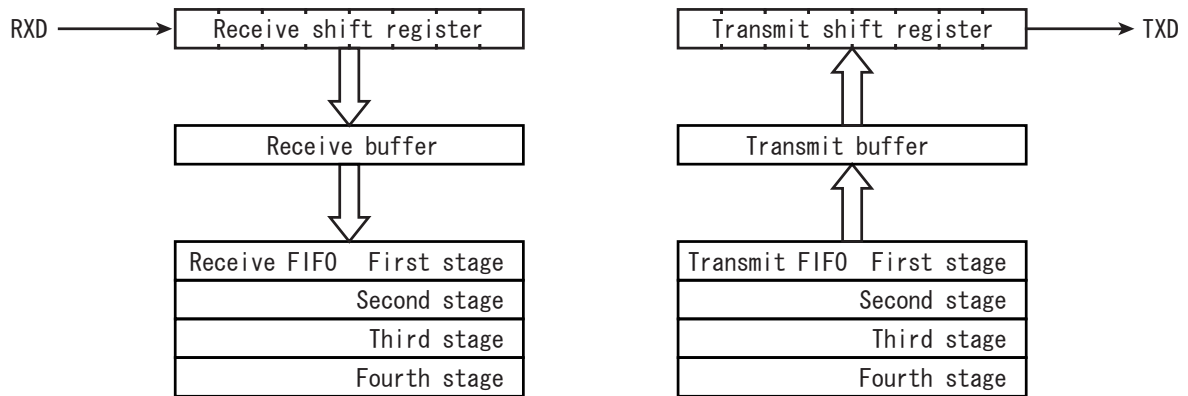 RXD Receive shift register
Receive buffer
Receive FIFO First stage
Second stage
Third stage
Fourth stage
Transmit shift register TXD
Transmit buffer
Transmit FIFO First stage
Second stage
Third stage
Fourth stage